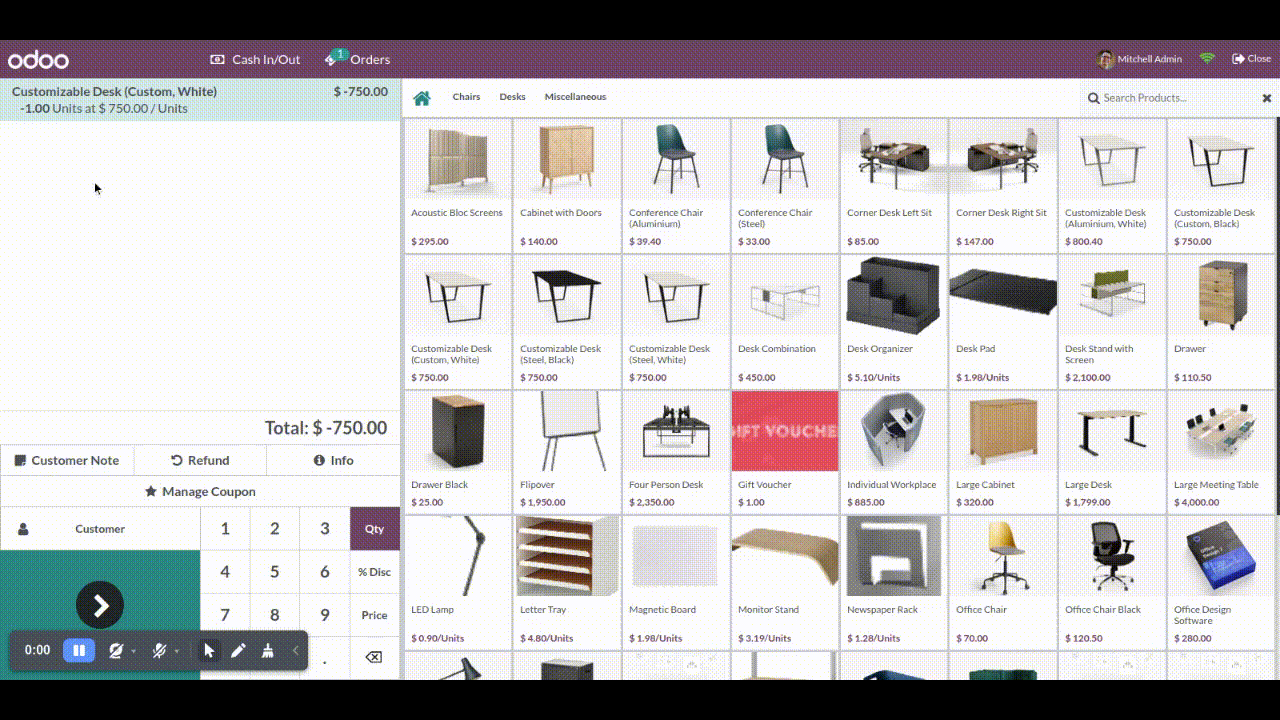 odoo
Cash In/Out
1
Orders
Mitchell Admin
Close
Customizable Desk (Custom, White)
$ -750.00
-1.00 Units at $ 750.00 / Units
Chairs
Desks
Miscellaneous
Search Products...
Acoustic Bloc Screens
$ 295.00
Cabinet with Doors
$ 140.00
Conference Chair
(Aluminium)
$ 39.40
Conference Chair
(Steel)
$ 33.00
Corner Desk Left Sit
$ 85.00
Corner Desk Right Sit
$ 147.00
Customizable Desk
(Aluminium, White)
$ 800.40
Customizable Desk
(Custom, Black)
$ 750.00
Customizable Desk
(Custom, White)
$ 750.00
Customizable Desk
(Steel, Black)
$ 750.00
Customizable Desk
(Steel, White)
$ 750.00
Desk Combination
$ 450.00
Desk Organizer
$ 5.10/Units
Desk Pad
$ 1.98/Units
Desk Stand with
Screen
$ 2,100.00
Drawer
$ 110.50
Drawer Black
$ 25.00
Flipover
$ 1,950.00
Four Person Desk
$ 2,350.00
GIFT VOUCHE
Gift Voucher
$ 1.00
Individual Workplace
$ 885.00
Large Cabinet
$ 320.00
Large Desk
$ 1,799.00
Large Meeting Table
$ 4,000.00
LED Lamp
$ 0.90/Units
Letter Tray
$ 4.80/Units
Magnetic Board
$ 1.98/Units
Monitor Stand
$ 3.19/Units
Newspaper Rack
$ 1.28/Units
Office Chair
$ 70.00
Office Chair Black
$ 120.50
Office Design
Software
$ 280.00
Total: $ -750.00
Customer Note
Refund
Info
Manage Coupon
Customer
1
2
3
Qty
4
5
6
% Disc
7
8
9
Price
.
0:00